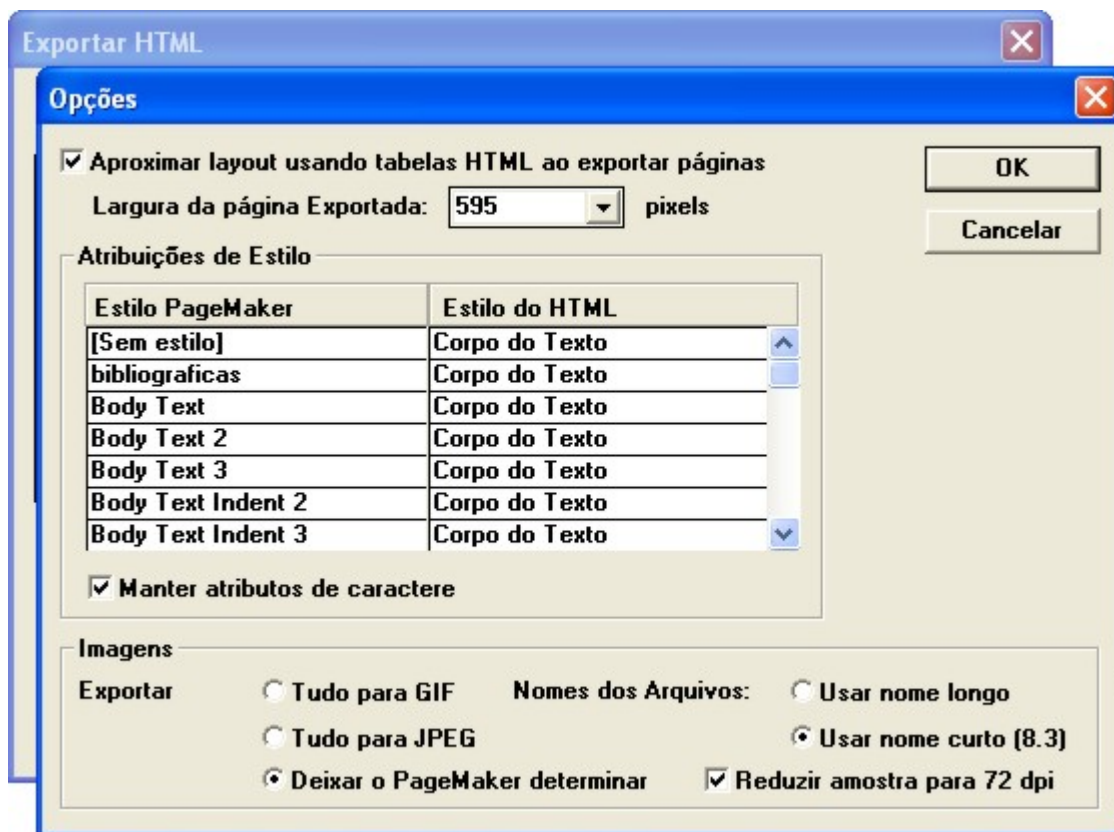 Exportar HTML
Opções
Aproximar layout usando tabelas HTML ao exportar páginas
OK
Largura da página Exportada: 595 pixels
Cancelar
Atribuições de Estilo
Estilo PageMaker Estilo do HTML
[Sem estilo] Corpo do Texto
bibliograficas Corpo do Texto
Body Text Corpo do Texto
Body Text 2 Corpo do Texto
Body Text 3 Corpo do Texto
Body Text Indent 2 Corpo do Texto
Body Text Indent 3 Corpo do Texto
Manter atributos de caractere
Imagens
Exportar Tudo para GIF Nomes dos Arquivos: Usar nome longo
Tudo para JPEG Usar nome curto (8.3)
Deixar o PageMaker determinar Reduzir amostra para 72 dpi